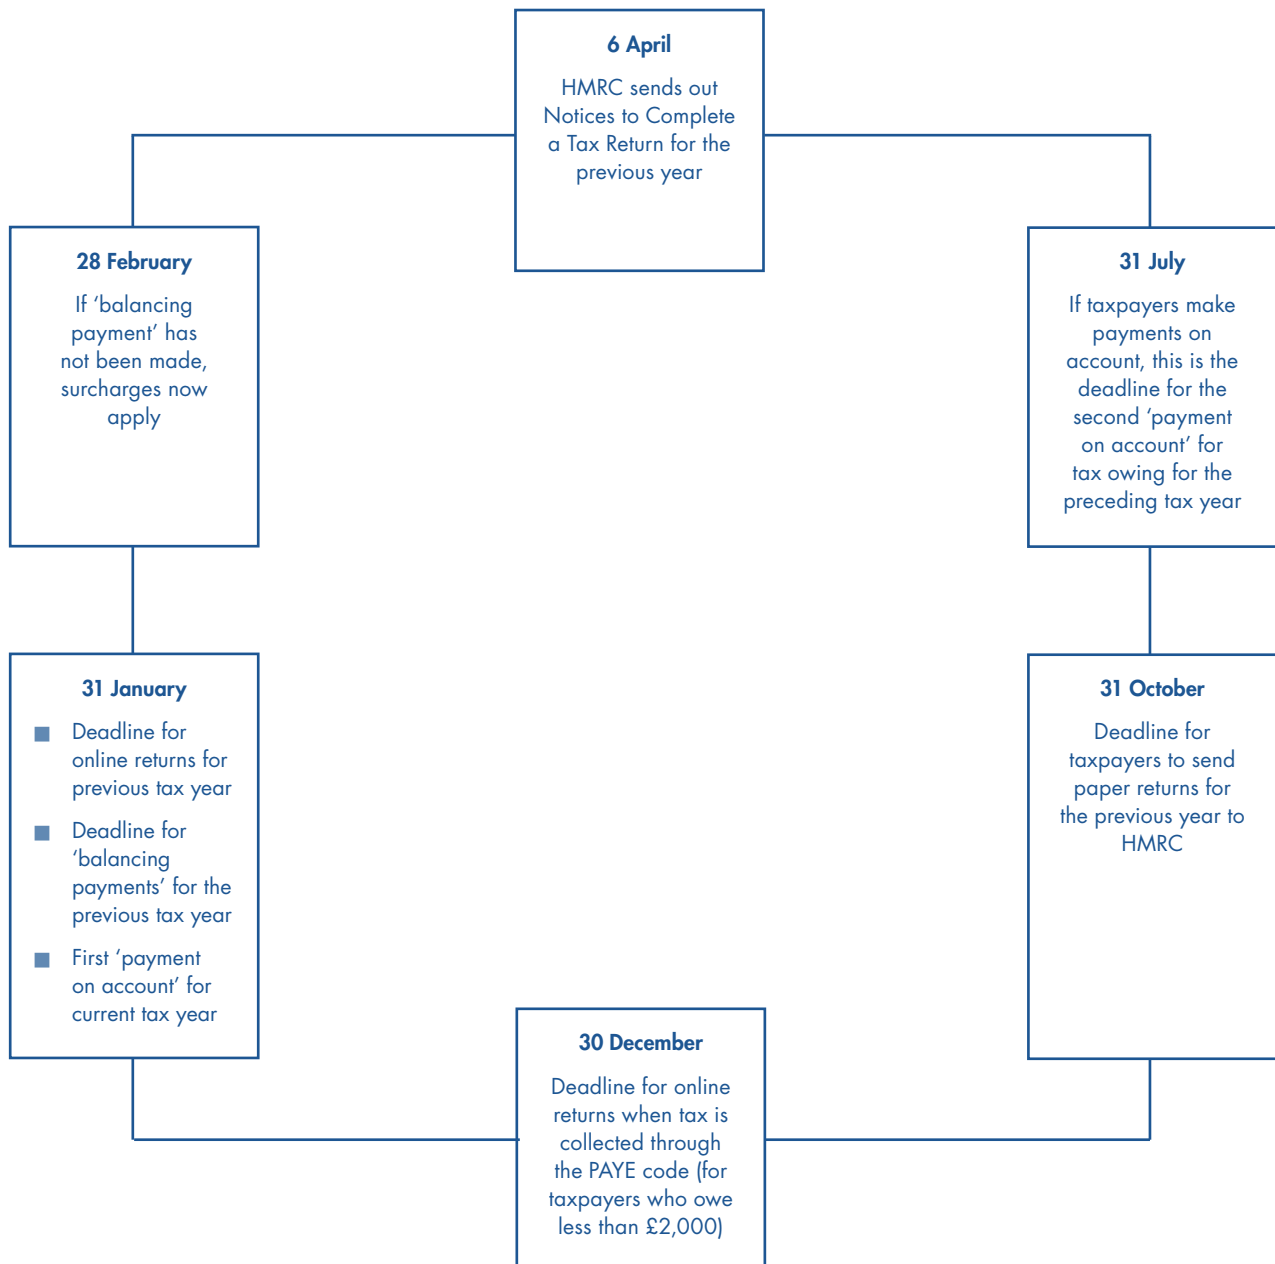 6 April
HMRC sends out
Notices to Complete
a Tax Return for the
previous year
31 July
If taxpayers make
payments on
account, this is the
deadline for the
second ‘payment
on account’ for
tax owing for the
preceding tax year
31 October
Deadline for
taxpayers to send
paper returns for
the previous year to
HMRC
30 December
Deadline for online
returns when tax is
collected through
the PAYE code (for
taxpayers who owe
less than £2,000)
31 January
Deadline for
online returns for
previous tax year
Deadline for
‘balancing
payments’ for the
previous tax year
First ‘payment
on account’ for
current tax year
28 February
If ‘balancing
payment’ has
not been made,
surcharges now
apply